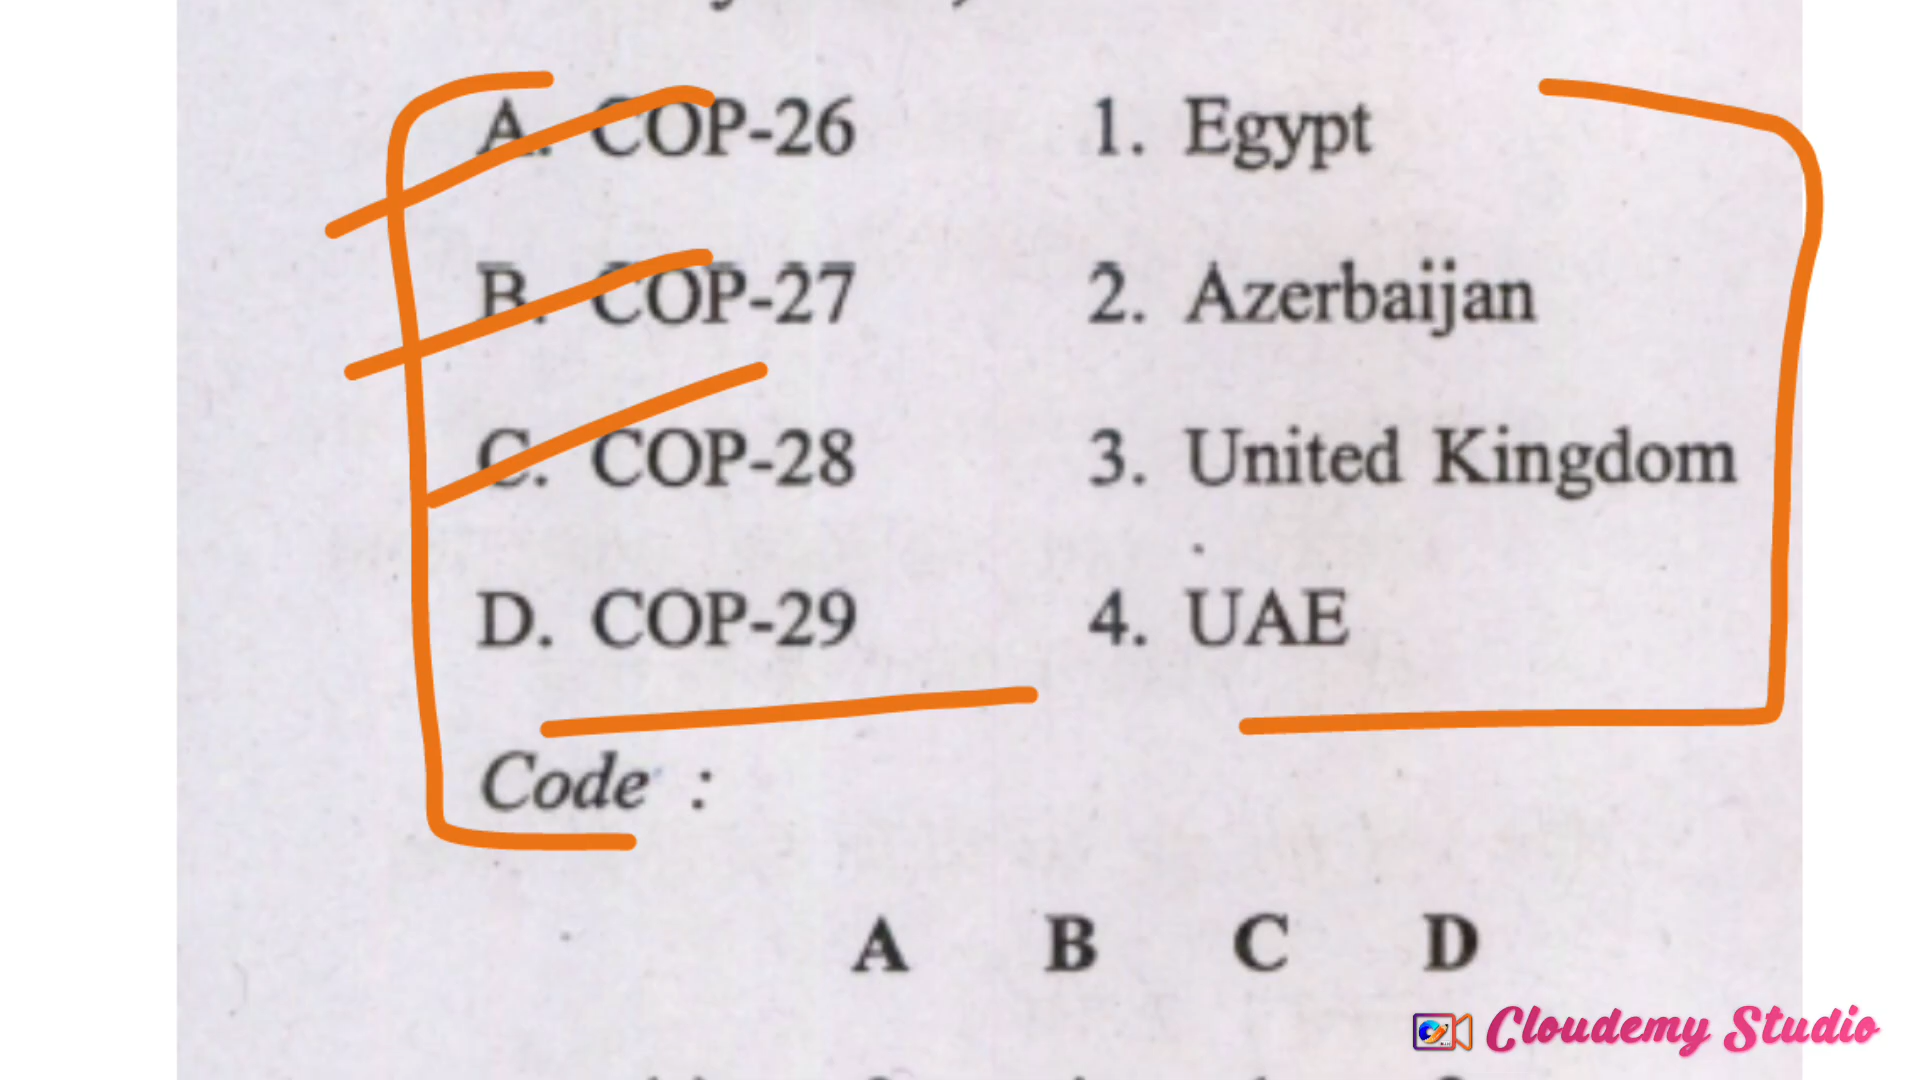 A. COP-26 1. Egypt
B. COP-27 2. Azerbaijan
C. COP-28 3. United Kingdom
D. COP-29 4. UAE
Code :
A B C D
Cloudemy Studio